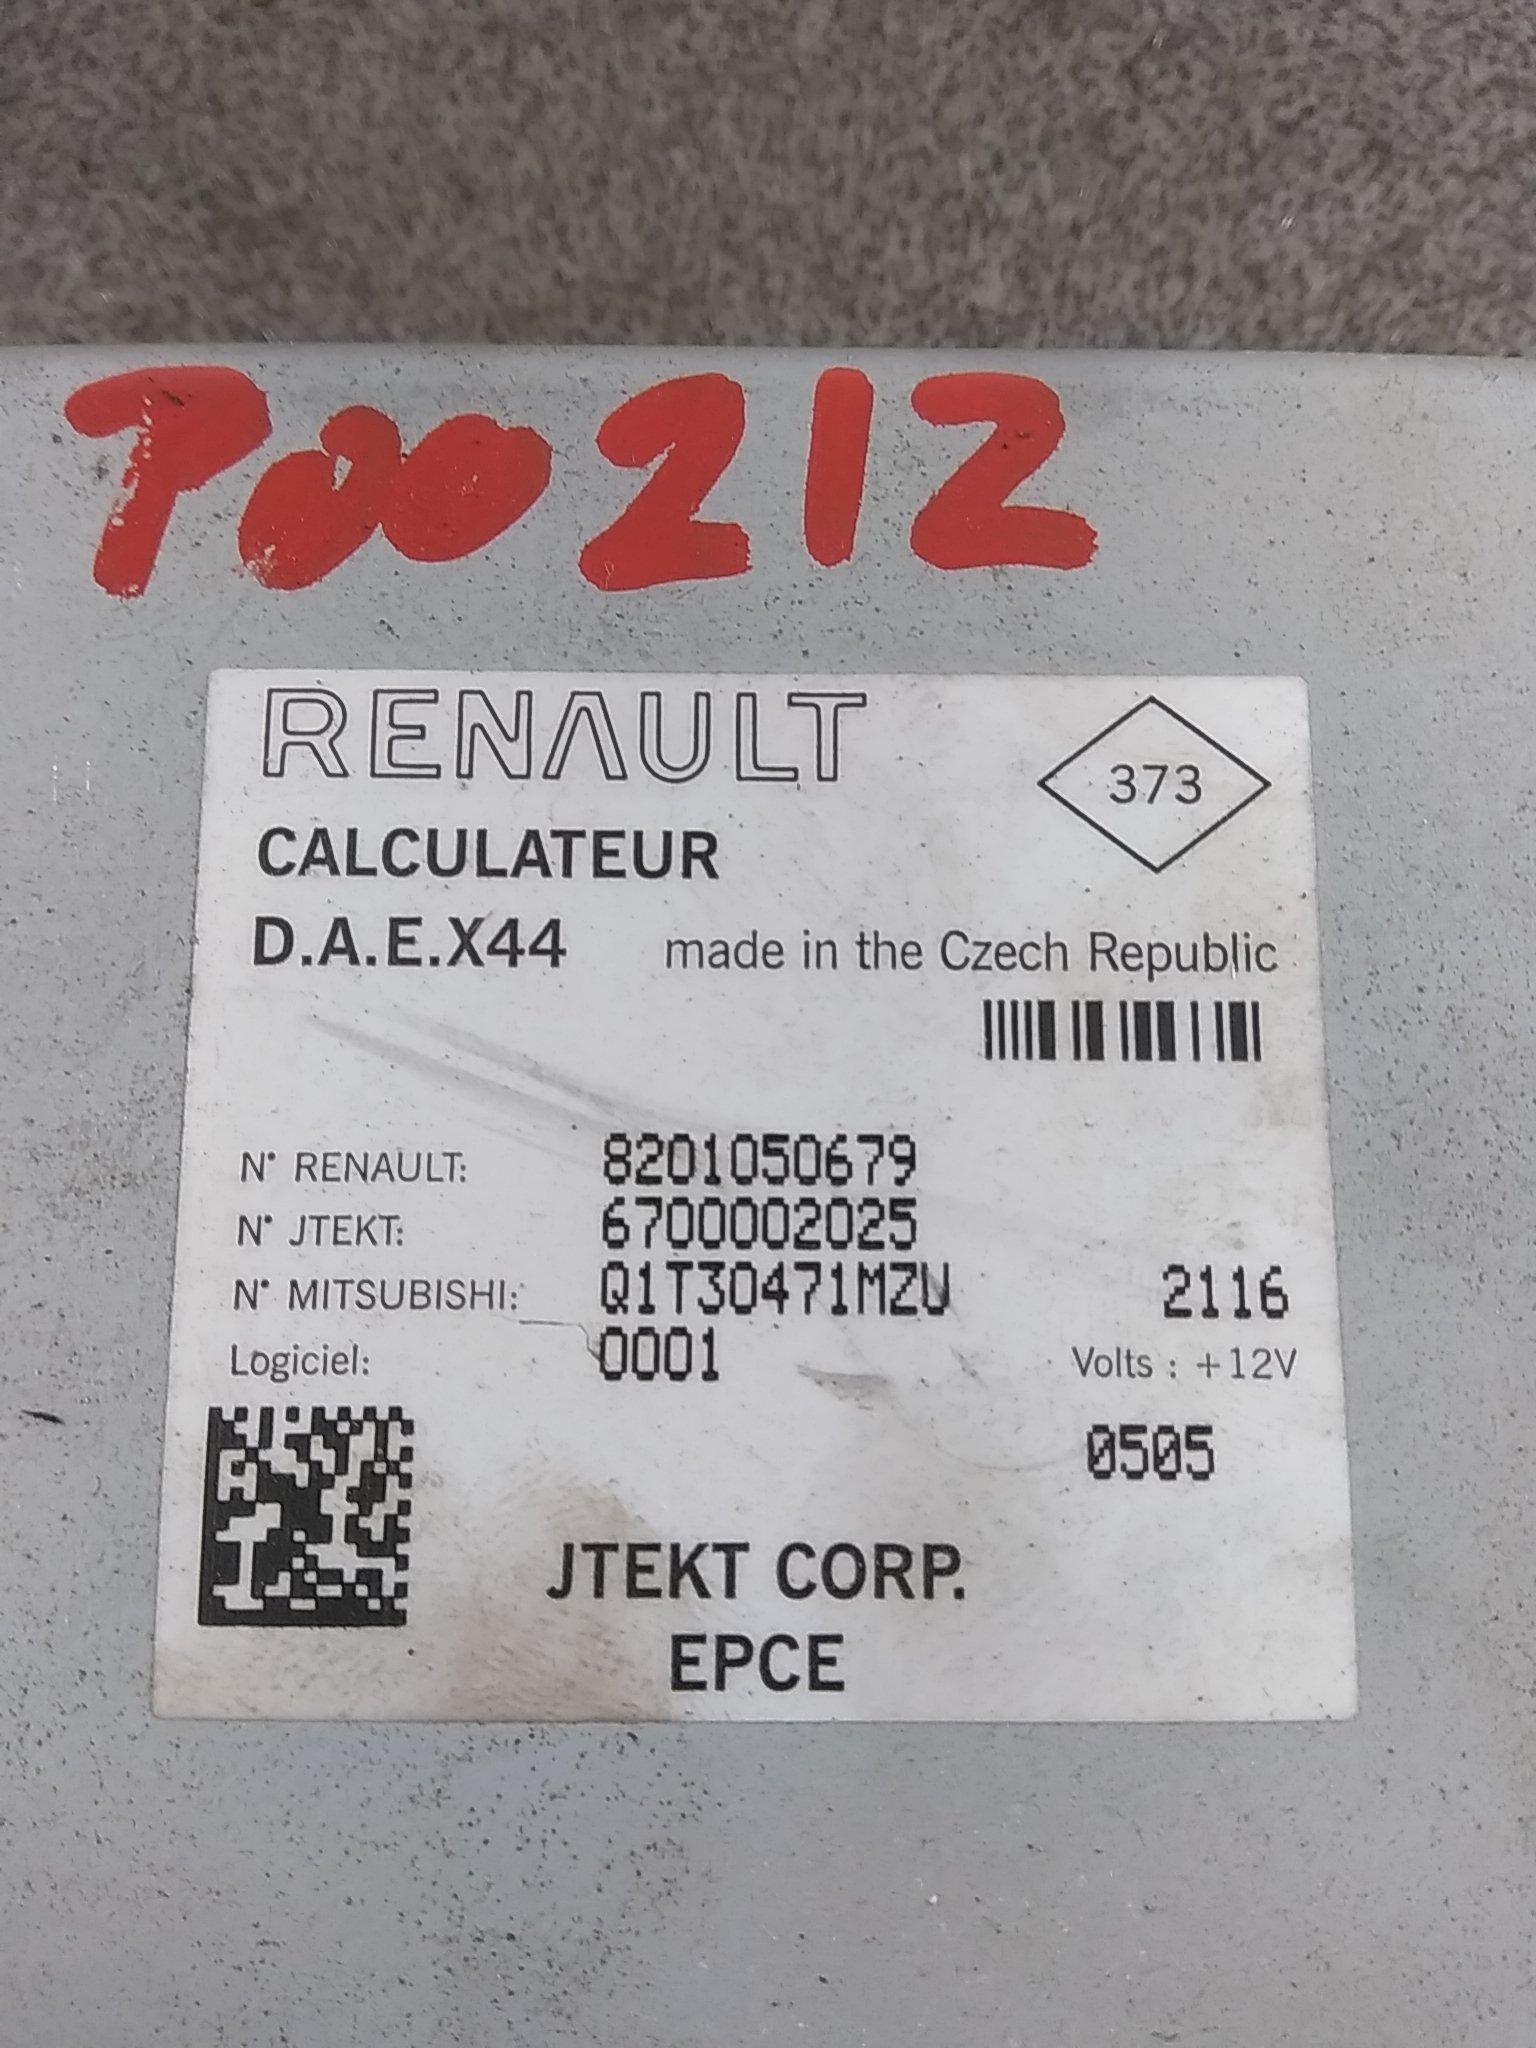 P00212
RENAULT
373
CALCULATEUR
D.A.E.X44 made in the Czech Republic
N° RENAULT: 8201050679
N° JTEKT: 6700002025
N° MITSUBISHI: Q1T30471MZU 2116
Logiciel: 0001 Volts : +12V
0505
JTEKT CORP.
EPCE